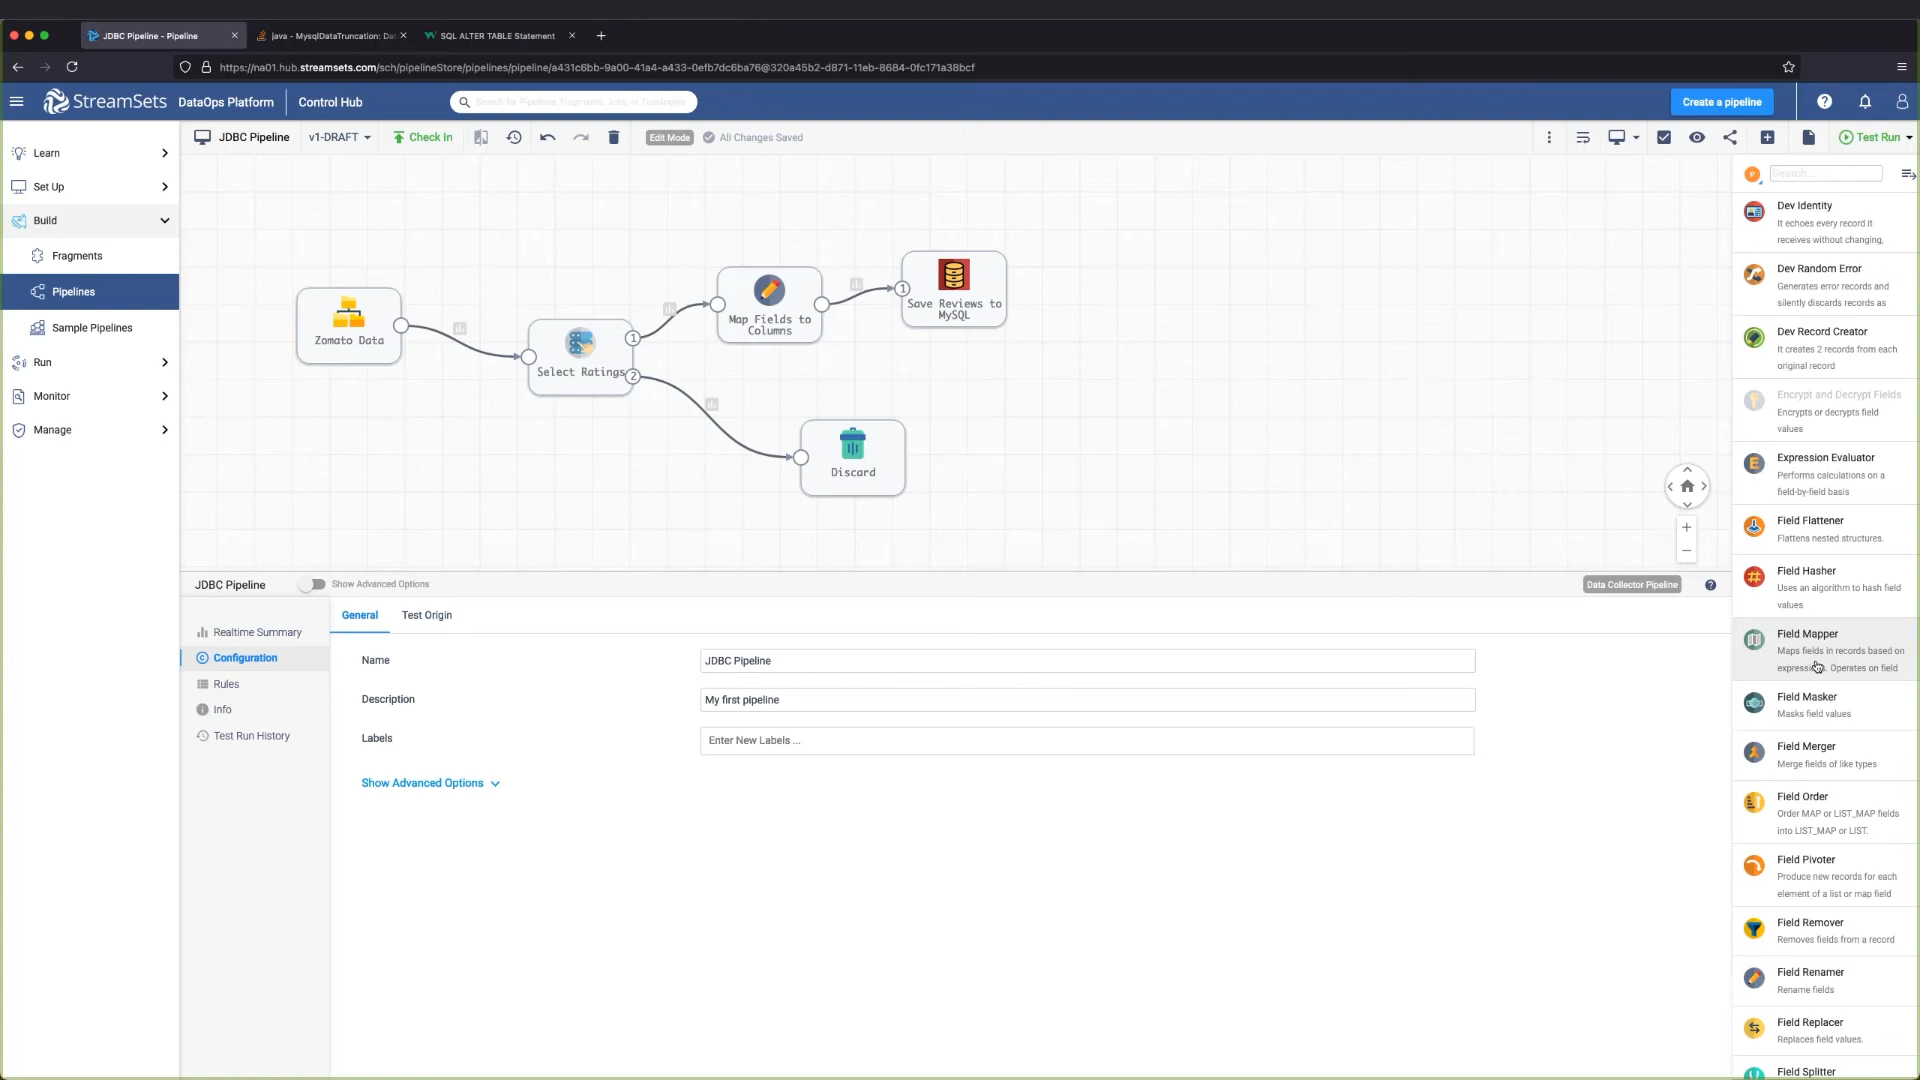 JDBC Pipeline - Pipeline
java - MysqlDataTruncation: Da
SQL ALTER TABLE Statement
https://na01.hub.streamsets.com/sch/pipelineStore/pipelines/pipeline/a431c6bb-9a00-41a4-a433-0efb7dc6ba76@320a45b2-d871-11eb-8684-0fc171a38bcf
StreamSets DataOps Platform Control Hub
Search for Pipelines, Fragments, Jobs, or Topologies
Create a pipeline
JDBC Pipeline
v1-DRAFT
Check In
Edit Mode
All Changes Saved
Test Run
Learn
Set Up
Build
Fragments
Pipelines
Sample Pipelines
Run
Monitor
Manage
Zomato Data
Select Ratings
1
2
Map Fields to
Columns
1
Save Reviews to
MySQL
Discard
JDBC Pipeline
Show Advanced Options
Data Collector Pipeline
Realtime Summary
Configuration
Rules
Info
Test Run History
General
Test Origin
Name
JDBC Pipeline
Description
My first pipeline
Labels
Enter New Labels ...
Show Advanced Options
P
Search...
Dev Identity
It echoes every record it
receives without changing,
Dev Random Error
Generates error records and
silently discards records as
Dev Record Creator
It creates 2 records from each
original record
Encrypt and Decrypt Fields
Encrypts or decrypts field
values
Expression Evaluator
Performs calculations on a
field-by-field basis
Field Flattener
Flattens nested structures.
Field Hasher
Uses an algorithm to hash field
values
Field Mapper
Maps fields in records based on
Operates on field
Field Masker
Masks field values
Field Merger
Merge fields of like types
Field Order
Order MAP or LIST_MAP fields
into LIST_MAP or LIST.
Field Pivoter
Produce new records for each
element of a list or map field
Field Remover
Removes fields from a record
Field Renamer
Rename fields
Field Replacer
Replaces field values.
Field Splitter